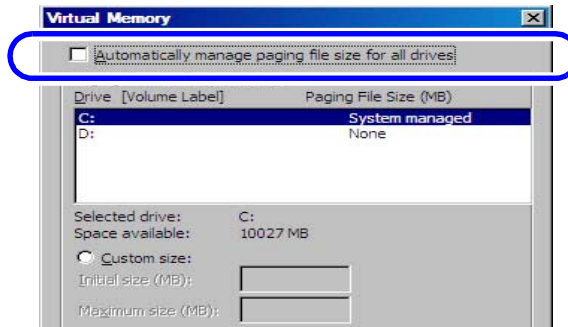 Virtual Memory
Automatically manage paging file size for all drives
Drive [Volume Label] Paging File Size (MB)
C: System managed
D: None
Selected drive: C:
Space available: 10027 MB
Custom size:
Initial size (MB):
Maximum size (MB):